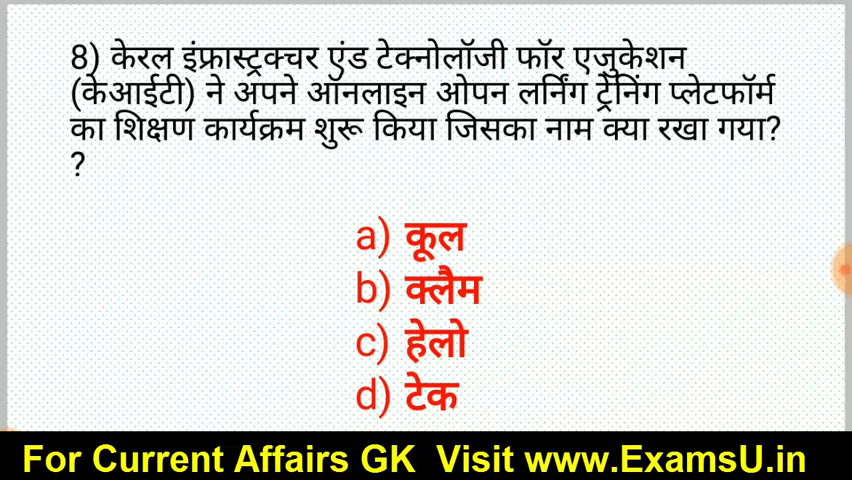 8) केरल इंफ्रास्ट्रक्चर एंड टेक्नोलॉजी फॉर एजुकेशन
(केआईटी) ने अपने ऑनलाइन ओपन लर्निंग ट्रेनिंग प्लेटफॉर्म
का शिक्षण कार्यक्रम शुरू किया जिसका नाम क्या रखा गया?
?
a) कूल
b) क्लैम
c) हेलो
d) टेक
For Current Affairs GK Visit www.ExamsU.in